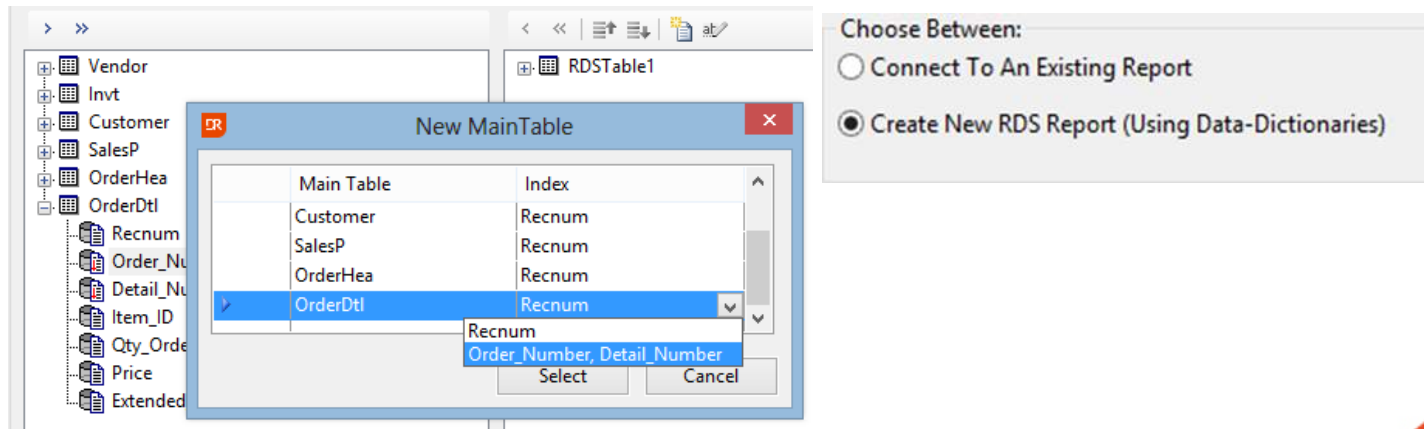 Vendor
Invt
Customer
SalesP
OrderHea
OrderDtl
Recnum
Order_Nu
Detail_Nu
Item_ID
Qty_Orde
Price
Extended
RDSTable1
New MainTable
Main Table Index
Customer Recnum
SalesP Recnum
OrderHea Recnum
OrderDtl Recnum
Recnum
Order_Number, Detail_Number
Select Cancel
Choose Between:
Connect To An Existing Report
Create New RDS Report (Using Data-Dictionaries)